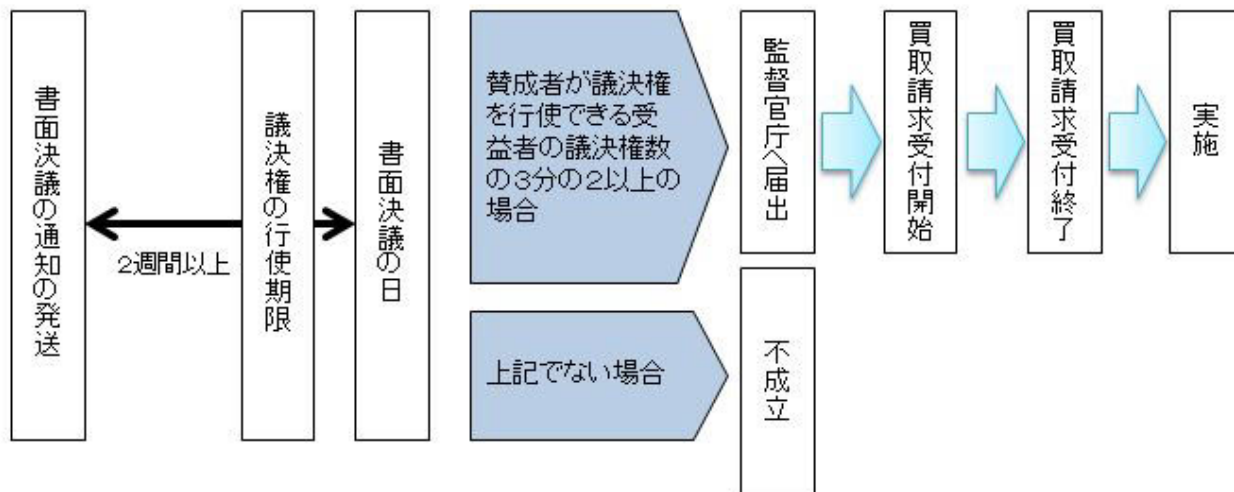 書面決議の通知の発送
2週間以上
議決権の行使期限
書面決議の日
賛成者が議決権
を行使できる受
益者の議決権数
の3分の2以上の
場合
上記でない場合
監督官庁へ届出
不成立
買取請求受付開始
買取請求受付終了
実施